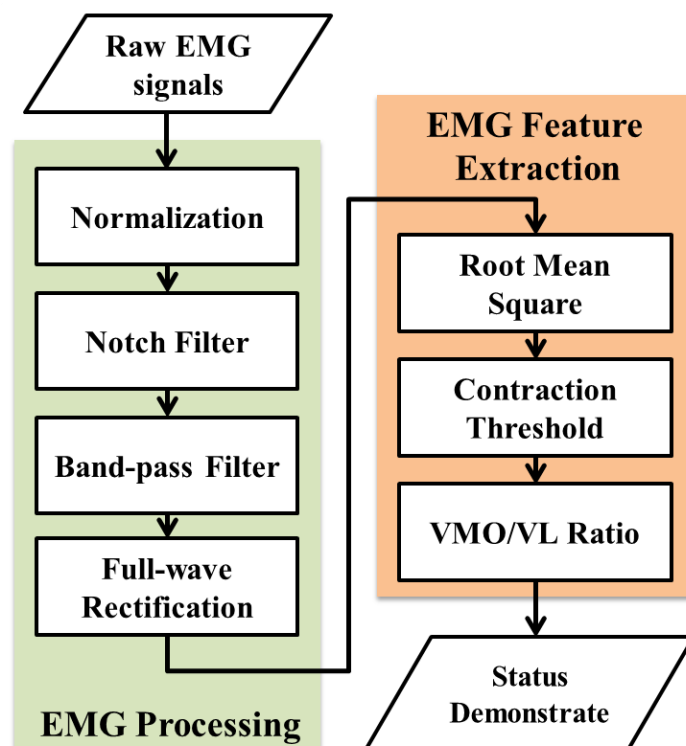 Raw EMG
signals
Normalization
Notch Filter
Band-pass Filter
Full-wave
Rectification
EMG Processing
EMG Feature
Extraction
Root Mean
Square
Contraction
Threshold
VMO/VL Ratio
Status
Demonstrate